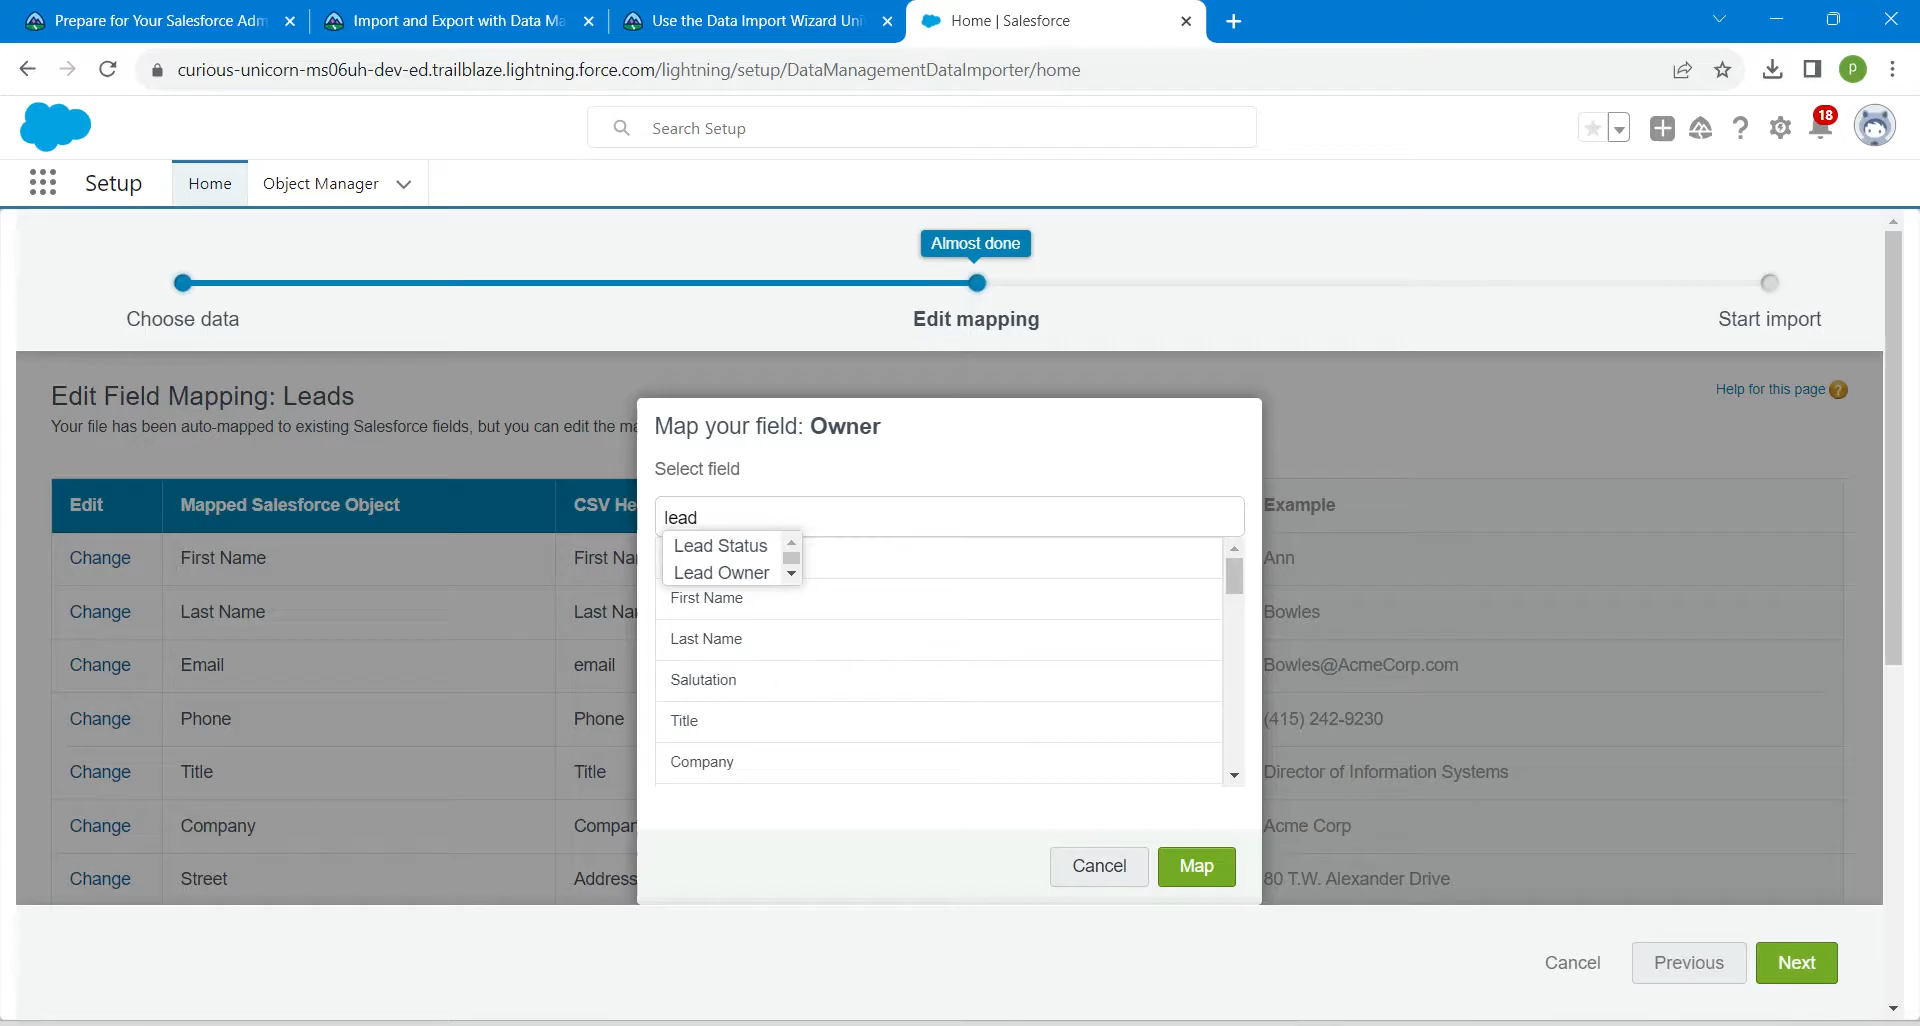 Prepare for Your Salesforce Adm
Import and Export with Data Ma
Use the Data Import Wizard Uni
Home | Salesforce
curious-unicorn-ms06uh-dev-ed.trailblaze.lightning.force.com/lightning/setup/DataManagementDataImporter/home
P
Search Setup
18
Setup
Home
Object Manager
Almost done
Choose data
Edit mapping
Start import
Edit Field Mapping: Leads
Help for this page
Your file has been auto-mapped to existing Salesforce fields, but you can edit the ma
Map your field: Owner
Select field
Edit
Mapped Salesforce Object
CSV He
Example
lead
Lead Status
Lead Owner
First Name
Last Name
Salutation
Title
Company
Change
First Name
First Nam
Ann
Change
Last Name
Last Nam
Bowles
Change
Email
email
Bowles@AcmeCorp.com
Change
Phone
Phone
(415) 242-9230
Change
Title
Title
Director of Information Systems
Change
Company
Compan
Acme Corp
Change
Street
Address
80 T.W. Alexander Drive
Cancel
Map
Cancel
Previous
Next